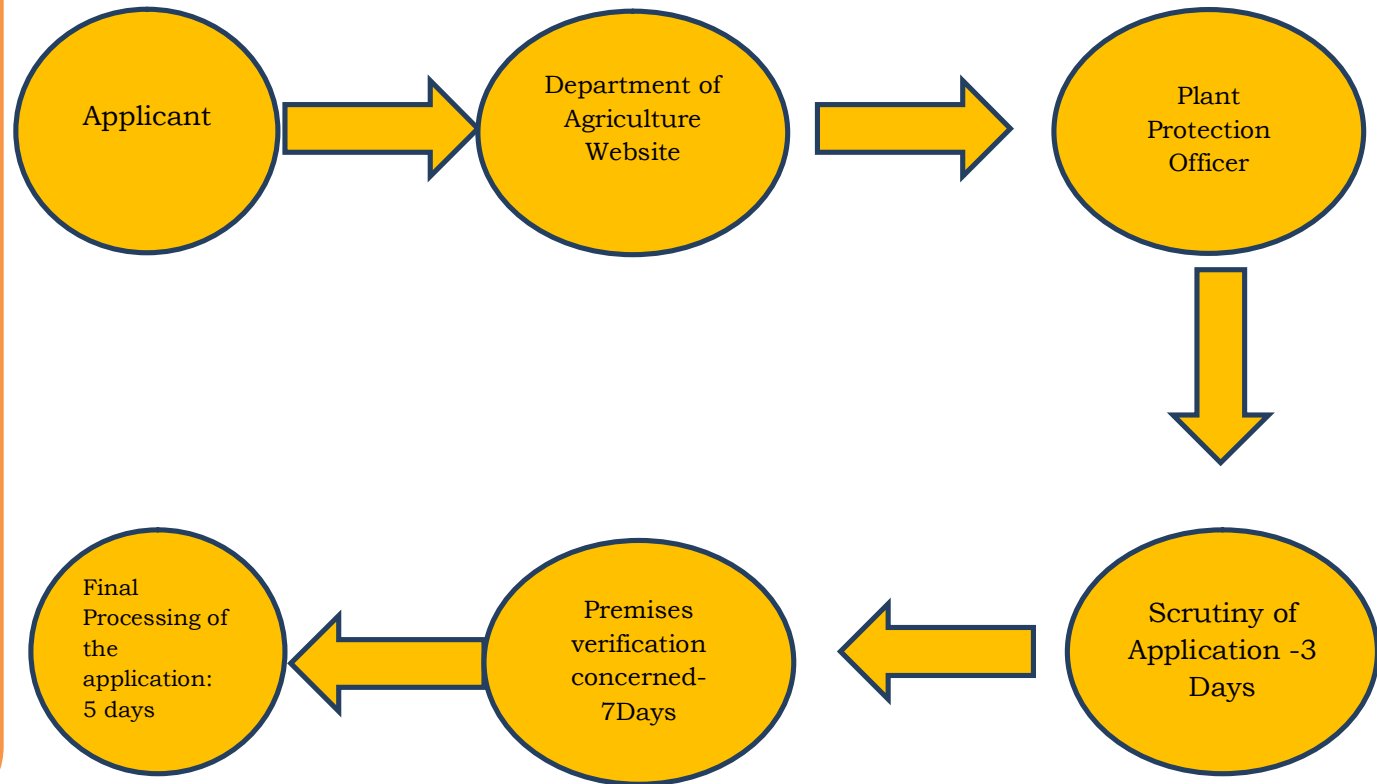 Applicant
Department of
Agriculture
Website
Plant
Protection
Officer
Scrutiny of
Application -3
Days
Premises
verification
concerned-
7Days
Final
Processing of
the
application:
5 days